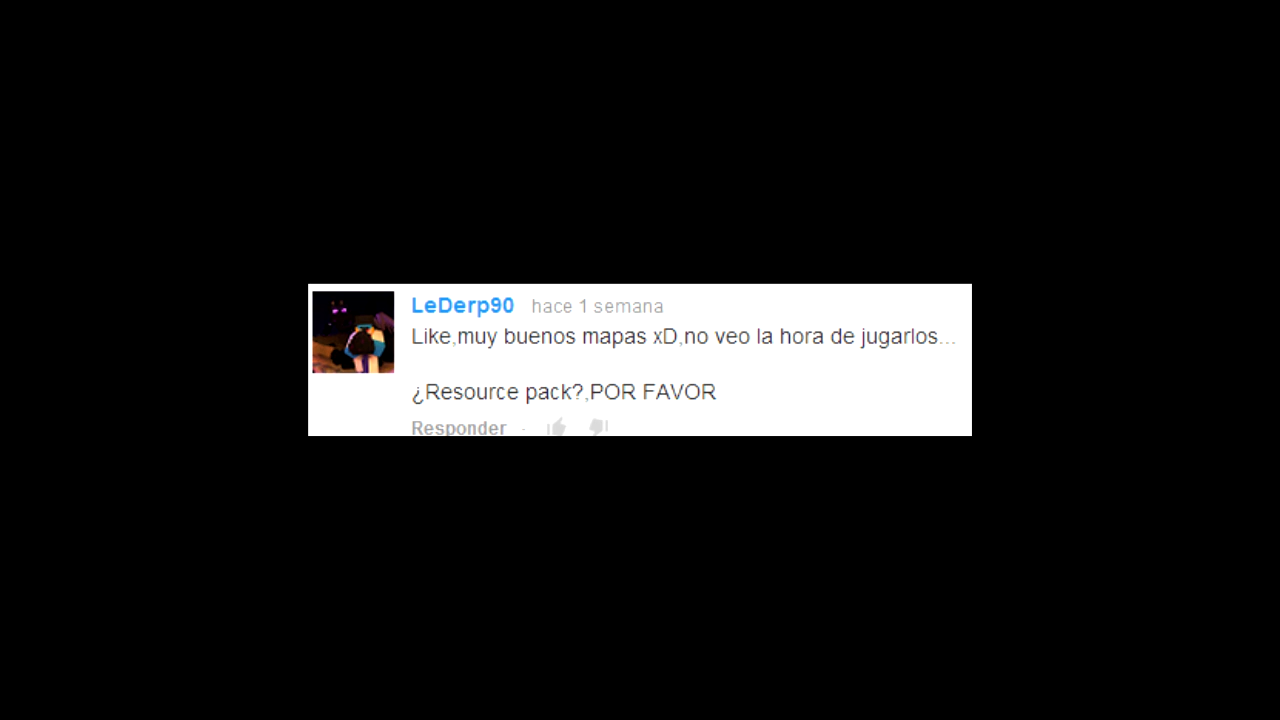 LeDerp90 hace 1 semana
Like,muy buenos mapas xD,no veo la hora de jugarlos...
¿Resource pack?,POR FAVOR
Responder ·